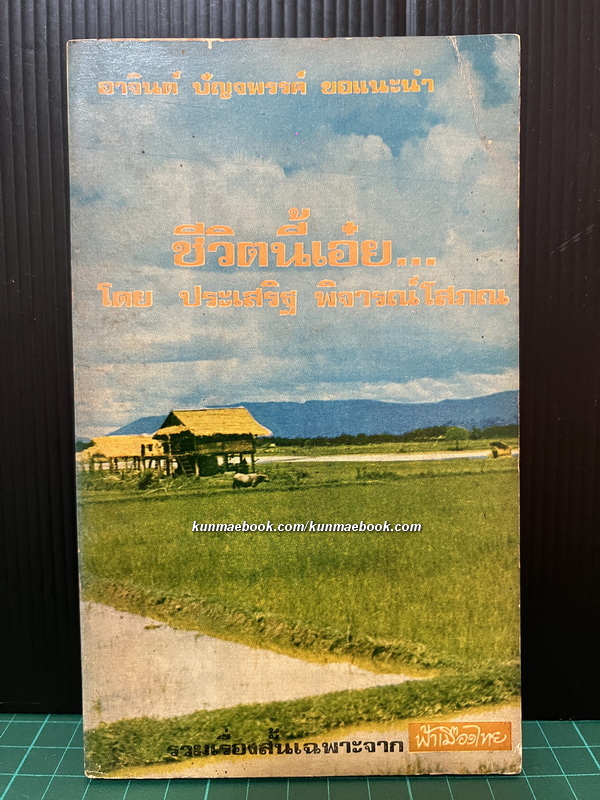 อาจินต์ ปัญจพรรค์ ขอแนะนำ
ชีวิตนี้เอ๋ย...
โดย ประเสริฐ พิจารณ์โสภณ
kunmaebook.com/kunmaebook.com
รวมเรื่องสั้นเฉพาะจาก ฟ้าเมืองไทย